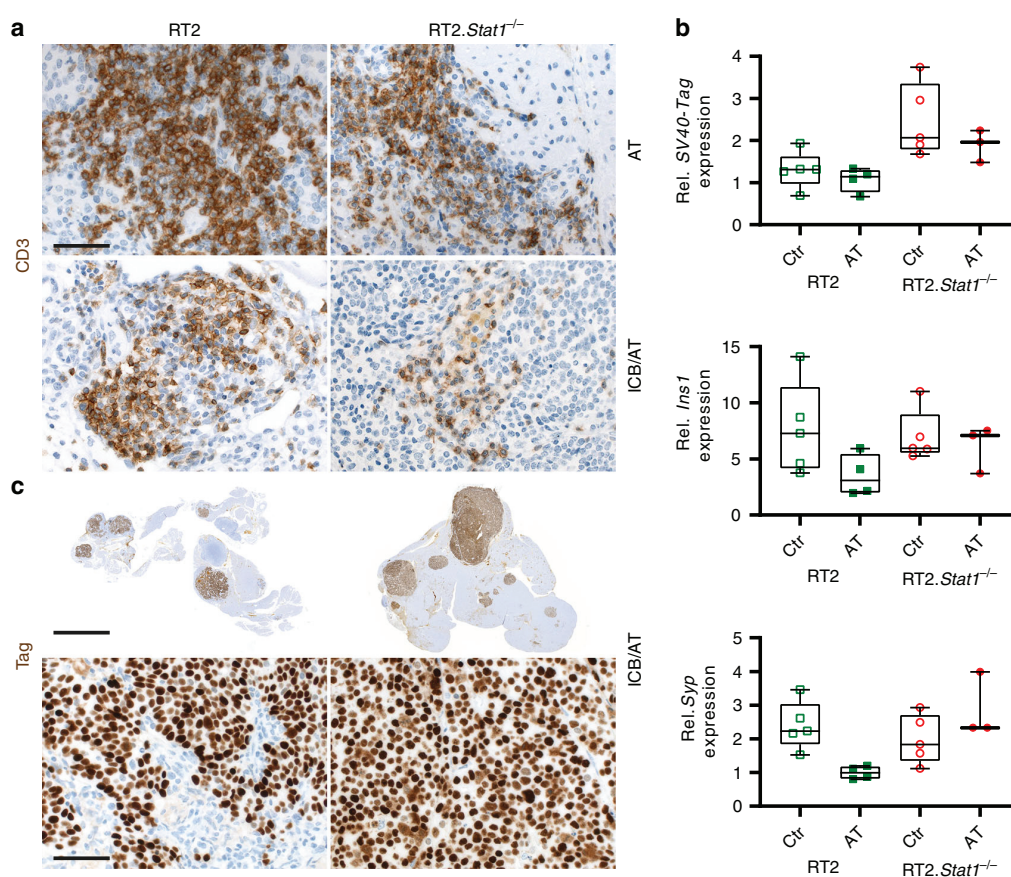 a
RT2
RT2.Stat1–/–
CD3
AT
ICB/AT
b
Rel. SV40-Tag
expression
4
3
2
1
0
Ctr
AT
Ctr
AT
RT2
RT2.Stat1–/–
Rel. Ins1
expression
15
10
5
0
Ctr
AT
Ctr
AT
RT2
RT2.Stat1–/–
Rel. Syp
expression
5
4
3
2
1
0
Ctr
AT
Ctr
AT
RT2
RT2.Stat1–/–
c
Tag
ICB/AT